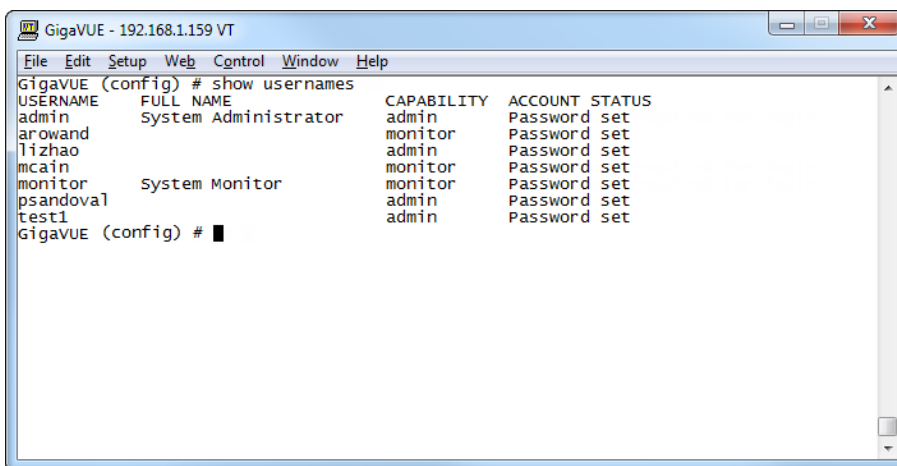 GigaVUE - 192.168.1.159 VT
File Edit Setup Web Control Window Help
GigaVUE (config) # show usernames
USERNAME FULL NAME CAPABILITY ACCOUNT STATUS
admin System Administrator admin Password set
arowand monitor Password set
lizhao admin Password set
mcain monitor Password set
monitor System Monitor monitor Password set
psandoval admin Password set
test1 admin Password set
GigaVUE (config) #